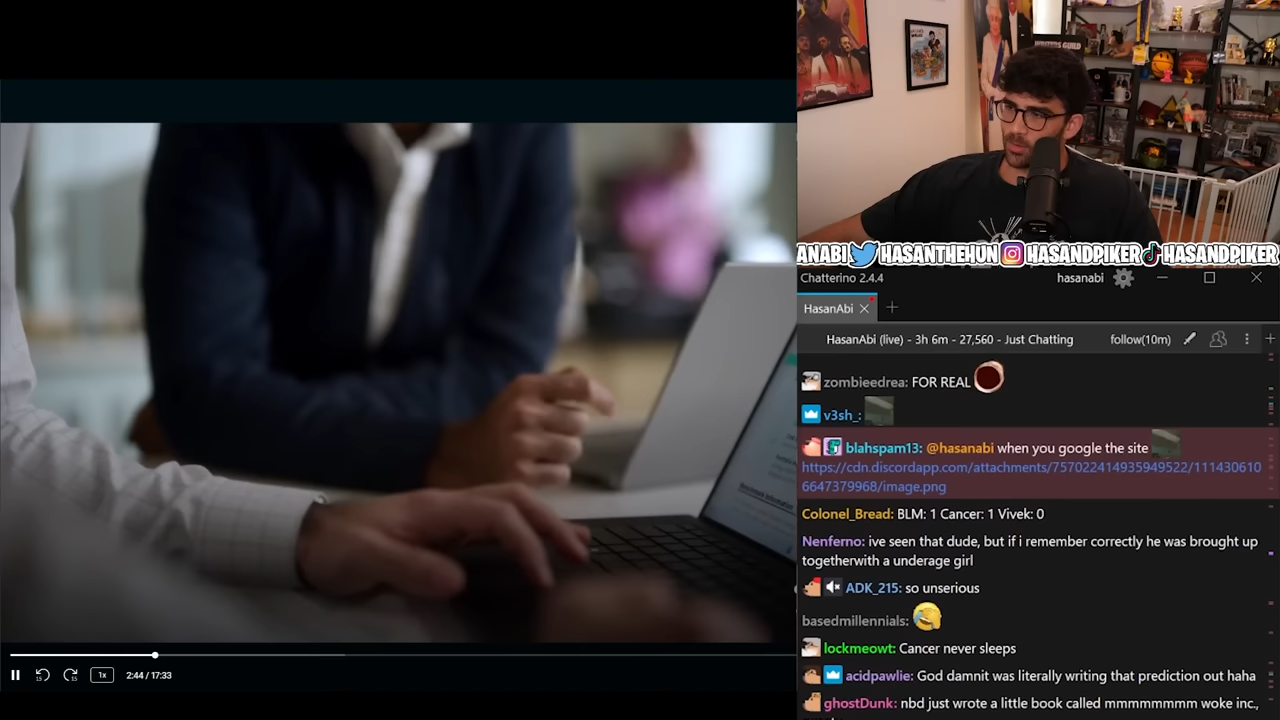 WRITERS GUILD
ANABI HASANTHEHUN HASANDPIKER HASANDPIKER
Chatterino 2.4.4
hasanabi
HasanAbi
HasanAbi (live) - 3h 6m - 27,560 - Just Chatting
follow(10m)
zombieedrea: FOR REAL
v3sh_:
blahspam13: @hasanabi when you google the site
https://cdn.discordapp.com/attachments/757022414935949522/111430610
6647379968/image.png
Colonel_Bread: BLM: 1 Cancer: 1 Vivek: 0
Nenferno: ive seen that dude, but if i remember correctly he was brought up
togetherwith a underage girl
ADK_215: so unserious
basedmillennials:
lockmeowt: Cancer never sleeps
acidpawlie: God damnit was literally writing that prediction out haha
ghostDunk: nbd just wrote a little book called mmmmmmmm woke inc.,
15
15
1x
2:44 / 17:33